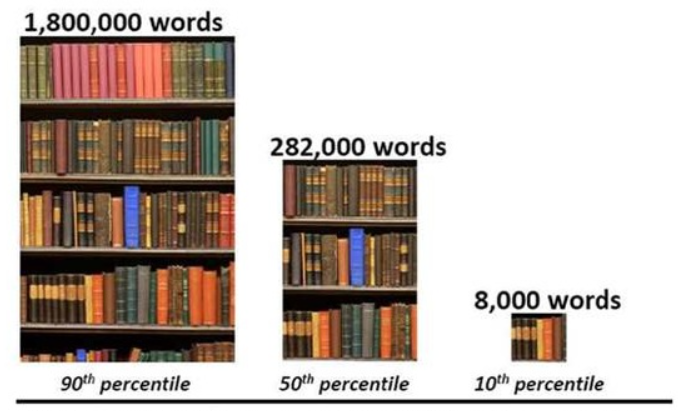 1,800,000 words
282,000 words
8,000 words
90th percentile
50th percentile
10th percentile